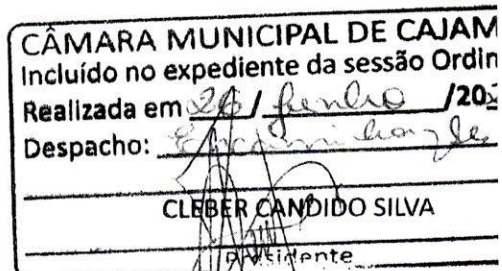 CÂMARA MUNICIPAL DE CAJAM
Incluído no expediente da sessão Ordin
Realizada em 26 / junho /202
Despacho:
CLEBER CANDIDO SILVA
Presidente